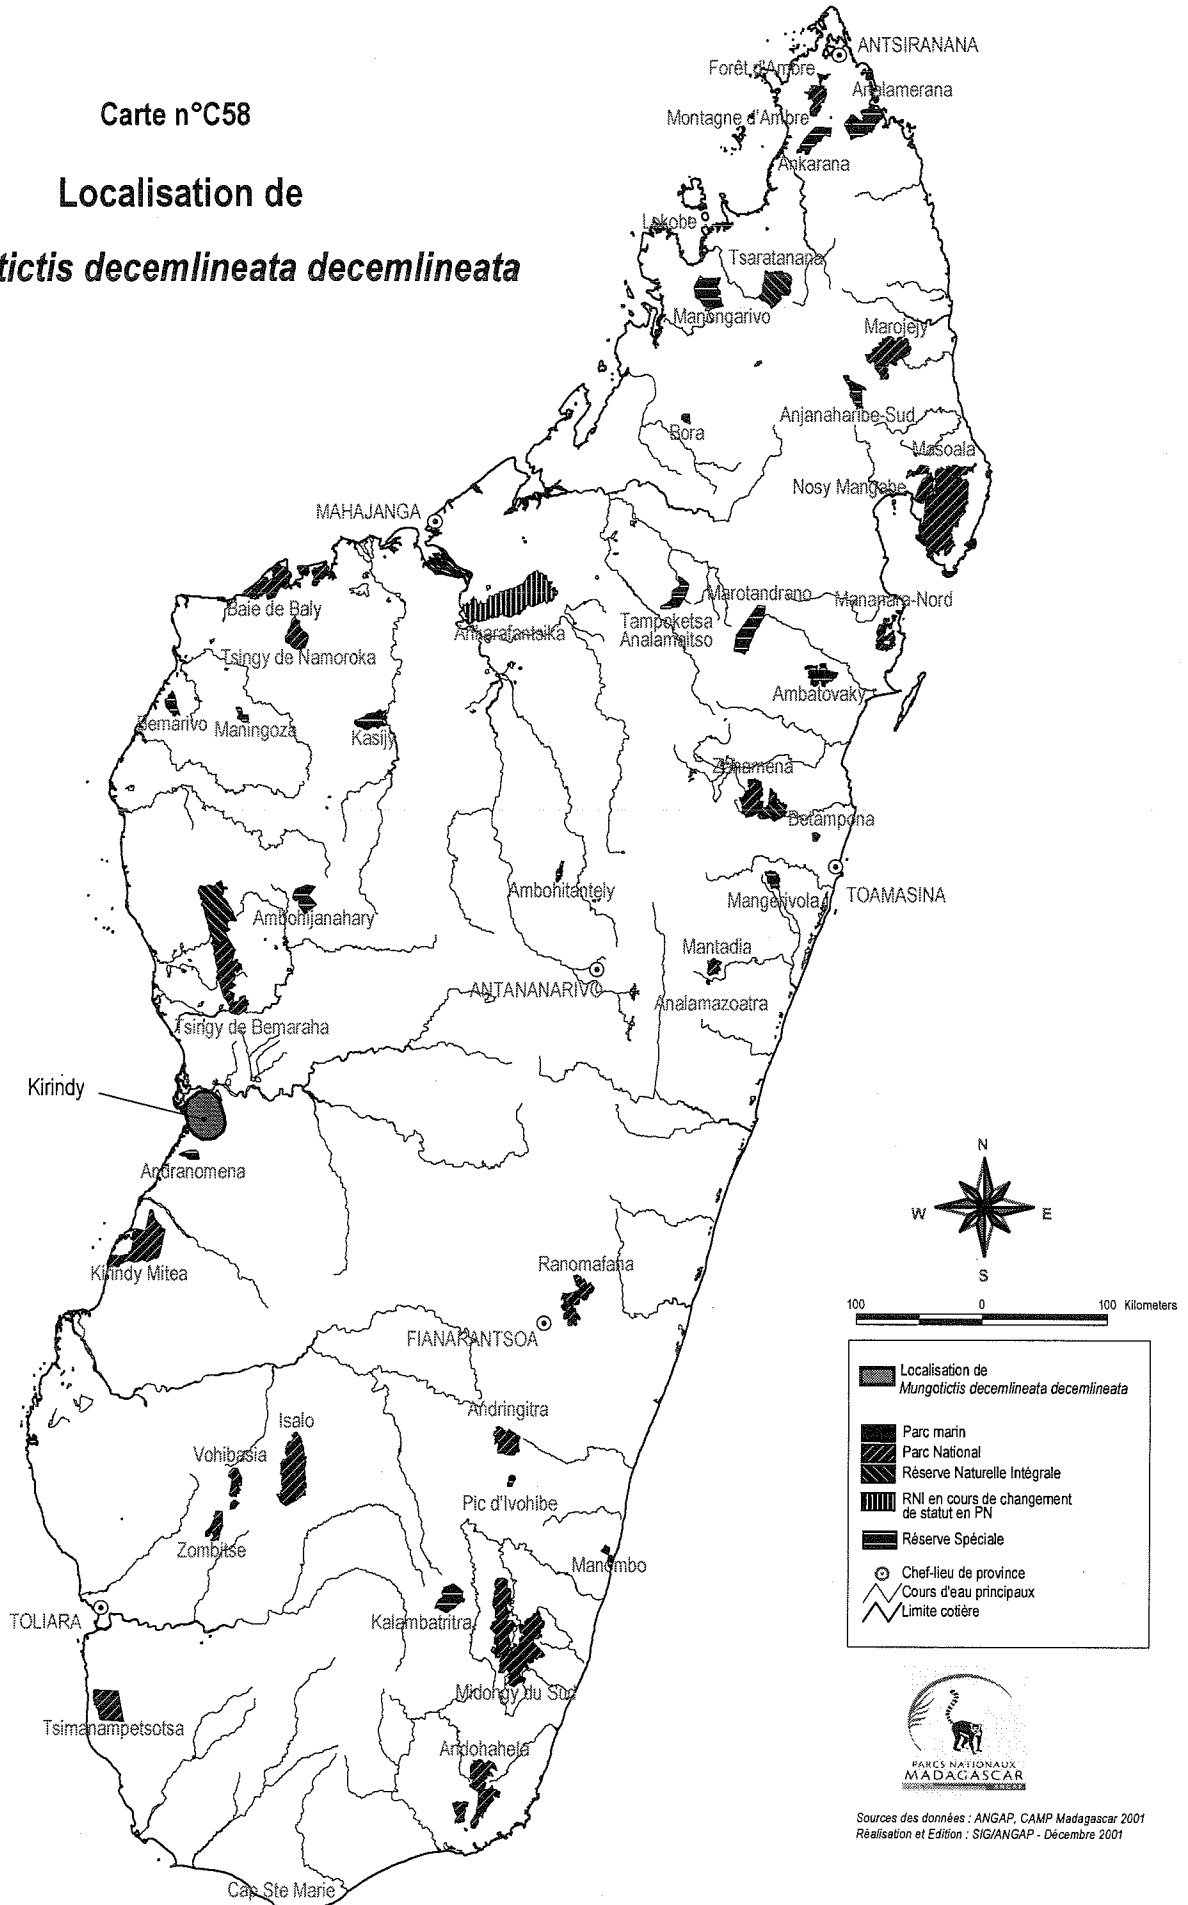 Carte n°C58
Localisation de
tictis decemlineata decemlineata
ANTSIRANANA
Forêt d'Ambre
Analamerana
Montagne d'Ambre
Ankarana
Lokobe
Tsaratanana
Manongarivo
Marojejy
Anjanaharibe-Sud
Bora
Masoala
Nosy Mangabe
MAHAJANGA
Baie de Baly
Ankarafantsika
Tampoketsa
Analamaitso
Marotandrano
Mananara-Nord
Tsingy de Namoroka
Ambatovaky
Bemarivo
Maningoza
Kasijy
Zahamena
Betampona
Ambohitantely
Mangerivola
TOAMASINA
Ambohijanahary
Mantadia
ANTANANARIVO
Analamazoatra
Tsingy de Bemaraha
Kirindy
Andranomena
Kirindy Mitea
Ranomafana
FIANARANTSOA
Andringitra
Isalo
Vohibasia
Pic d'Ivohibe
Zombitse
Manombo
TOLIARA
Kalambatritra
Midongy du Sud
Tsimanampetsotsa
Andohahela
Cap Ste Marie
N
W
E
S
100 0 100 Kilometers
Localisation de
Mungotictis decemlineata decemlineata
Parc marin
Parc National
Réserve Naturelle Intégrale
RNI en cours de changement
de statut en PN
Réserve Spéciale
Chef-lieu de province
Cours d'eau principaux
Limite cotière
PARCS NATIONAUX
MADAGASCAR
Sources des données : ANGAP, CAMP Madagascar 2001
Réalisation et Edition : SIG/ANGAP - Décembre 2001